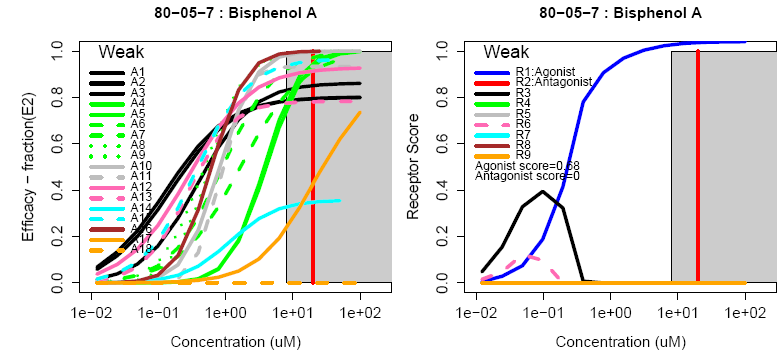 80−05−7 : Bisphenol A
Efficacy − fraction(E2)
1.0
0.8
0.6
0.4
0.2
0.0
Weak
A1
A2
A3
A4
A5
A6
A7
A8
A9
A10
A11
A12
A13
A14
A16
A17
A18
1e−02
1e−01
1e+00
1e+01
1e+02
Concentration (uM)
80−05−7 : Bisphenol A
Receptor Score
1.0
0.8
0.6
0.4
0.2
0.0
Weak
R1:Agonist
R2:Antagonist
R3
R4
R5
R6
R7
R8
R9
Agonist score=0.68
Antagonist score=0
1e−02
1e−01
1e+00
1e+01
1e+02
Concentration (uM)